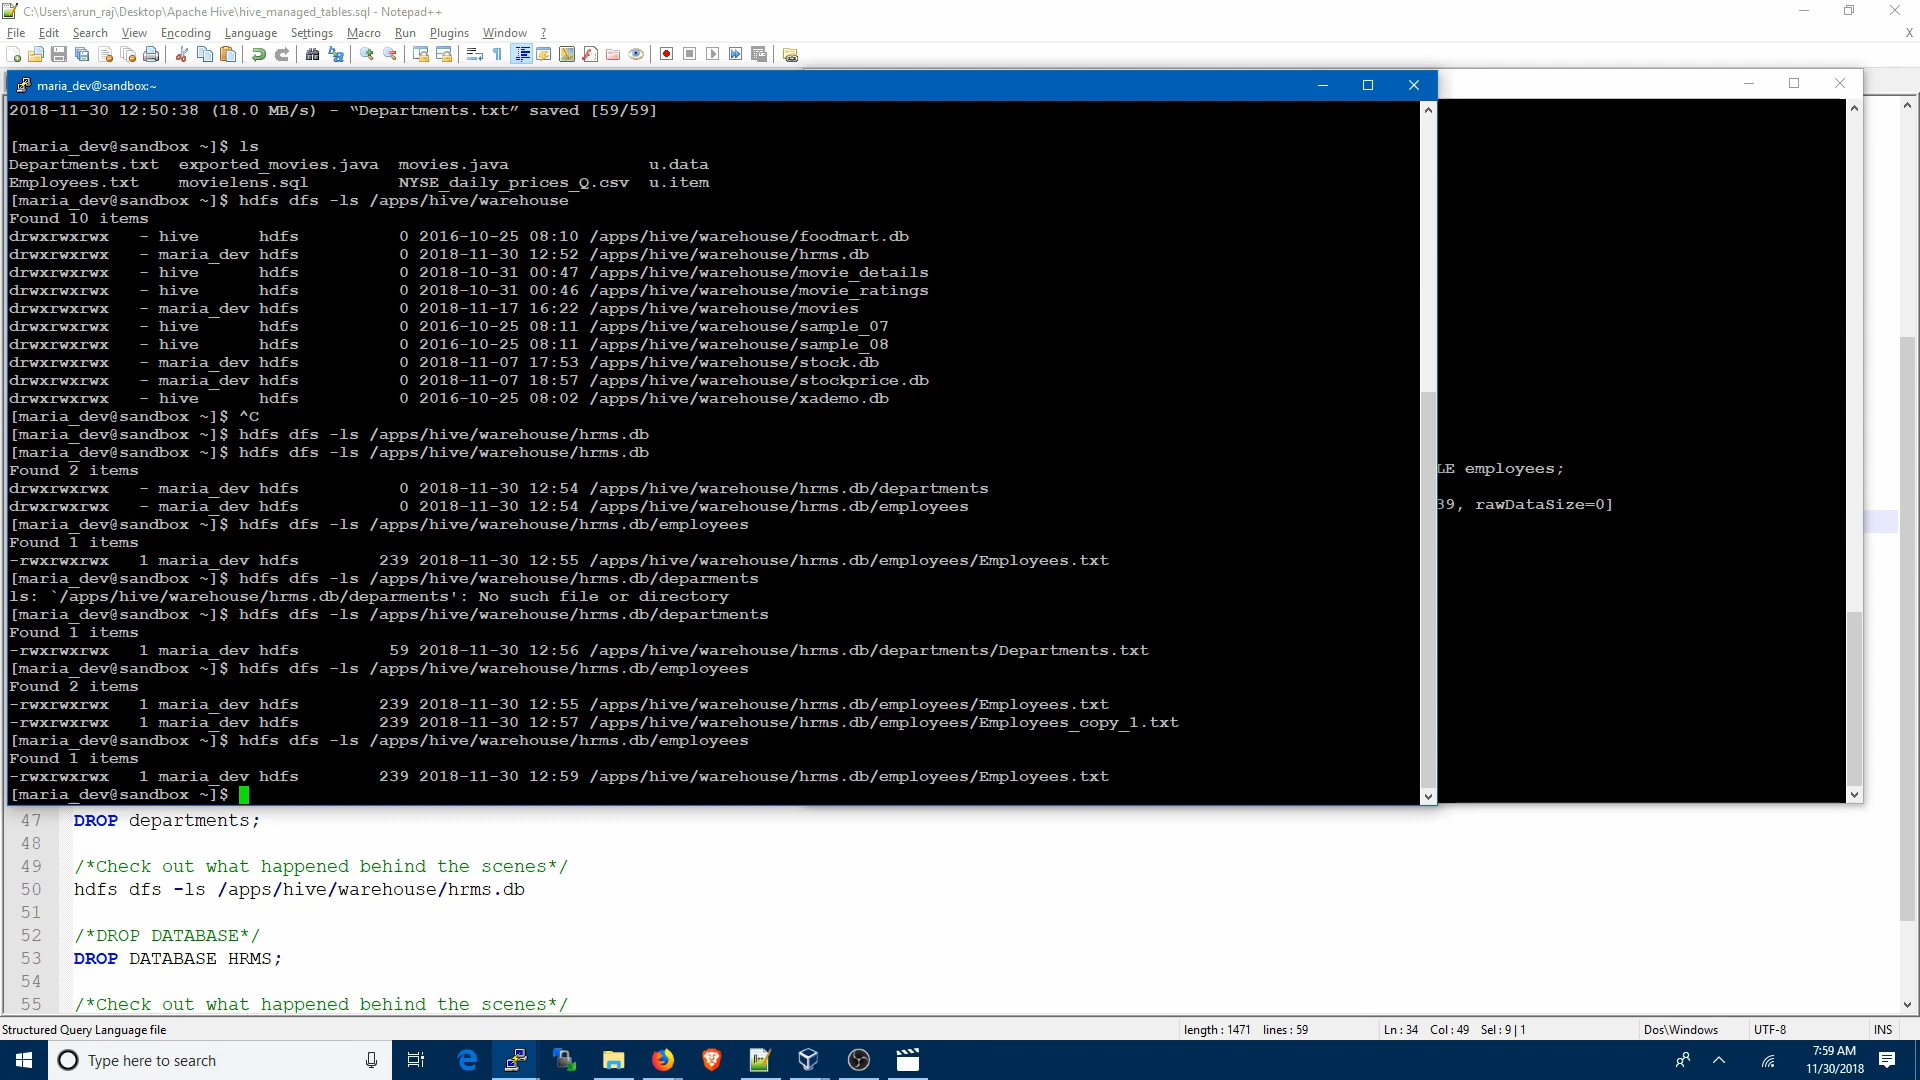 C:\Users\arun_raj\Desktop\Apache Hive\hive_managed_tables.sql - Notepad++
File Edit Search View Encoding Language Settings Macro Run Plugins Window ? X
maria_dev@sandbox:~
2018-11-30 12:50:38 (18.0 MB/s) - “Departments.txt” saved [59/59]
[maria_dev@sandbox ~]$ ls
Departments.txt exported_movies.java movies.java u.data
Employees.txt movielens.sql NYSE_daily_prices_Q.csv u.item
[maria_dev@sandbox ~]$ hdfs dfs -ls /apps/hive/warehouse
Found 10 items
drwxrwxrwx - hive hdfs 0 2016-10-25 08:10 /apps/hive/warehouse/foodmart.db
drwxrwxrwx - maria_dev hdfs 0 2018-11-30 12:52 /apps/hive/warehouse/hrms.db
drwxrwxrwx - hive hdfs 0 2018-10-31 00:47 /apps/hive/warehouse/movie_details
drwxrwxrwx - hive hdfs 0 2018-10-31 00:46 /apps/hive/warehouse/movie_ratings
drwxrwxrwx - maria_dev hdfs 0 2018-11-17 16:22 /apps/hive/warehouse/movies
drwxrwxrwx - hive hdfs 0 2016-10-25 08:11 /apps/hive/warehouse/sample_07
drwxrwxrwx - hive hdfs 0 2016-10-25 08:11 /apps/hive/warehouse/sample_08
drwxrwxrwx - maria_dev hdfs 0 2018-11-07 17:53 /apps/hive/warehouse/stock.db
drwxrwxrwx - maria_dev hdfs 0 2018-11-07 18:57 /apps/hive/warehouse/stockprice.db
drwxrwxrwx - hive hdfs 0 2016-10-25 08:02 /apps/hive/warehouse/xademo.db
[maria_dev@sandbox ~]$ ^C
[maria_dev@sandbox ~]$ hdfs dfs -ls /apps/hive/warehouse/hrms.db
[maria_dev@sandbox ~]$ hdfs dfs -ls /apps/hive/warehouse/hrms.db
Found 2 items
drwxrwxrwx - maria_dev hdfs 0 2018-11-30 12:54 /apps/hive/warehouse/hrms.db/departments
drwxrwxrwx - maria_dev hdfs 0 2018-11-30 12:54 /apps/hive/warehouse/hrms.db/employees
[maria_dev@sandbox ~]$ hdfs dfs -ls /apps/hive/warehouse/hrms.db/employees
Found 1 items
-rwxrwxrwx 1 maria_dev hdfs 239 2018-11-30 12:55 /apps/hive/warehouse/hrms.db/employees/Employees.txt
[maria_dev@sandbox ~]$ hdfs dfs -ls /apps/hive/warehouse/hrms.db/deparments
ls: `/apps/hive/warehouse/hrms.db/deparments': No such file or directory
[maria_dev@sandbox ~]$ hdfs dfs -ls /apps/hive/warehouse/hrms.db/departments
Found 1 items
-rwxrwxrwx 1 maria_dev hdfs 59 2018-11-30 12:56 /apps/hive/warehouse/hrms.db/departments/Departments.txt
[maria_dev@sandbox ~]$ hdfs dfs -ls /apps/hive/warehouse/hrms.db/employees
Found 2 items
-rwxrwxrwx 1 maria_dev hdfs 239 2018-11-30 12:55 /apps/hive/warehouse/hrms.db/employees/Employees.txt
-rwxrwxrwx 1 maria_dev hdfs 239 2018-11-30 12:57 /apps/hive/warehouse/hrms.db/employees/Employees_copy_1.txt
[maria_dev@sandbox ~]$ hdfs dfs -ls /apps/hive/warehouse/hrms.db/employees
Found 1 items
-rwxrwxrwx 1 maria_dev hdfs 239 2018-11-30 12:59 /apps/hive/warehouse/hrms.db/employees/Employees.txt
[maria_dev@sandbox ~]$
LE employees;
39, rawDataSize=0]
47 DROP departments;
48
49 /*Check out what happened behind the scenes*/
50 hdfs dfs -ls /apps/hive/warehouse/hrms.db
51
52 /*DROP DATABASE*/
53 DROP DATABASE HRMS;
54
55 /*Check out what happened behind the scenes*/
Structured Query Language file length : 1471 lines : 59 Ln : 34 Col : 49 Sel : 9 | 1 Dos\Windows UTF-8 INS
Type here to search 7:59 AM
11/30/2018